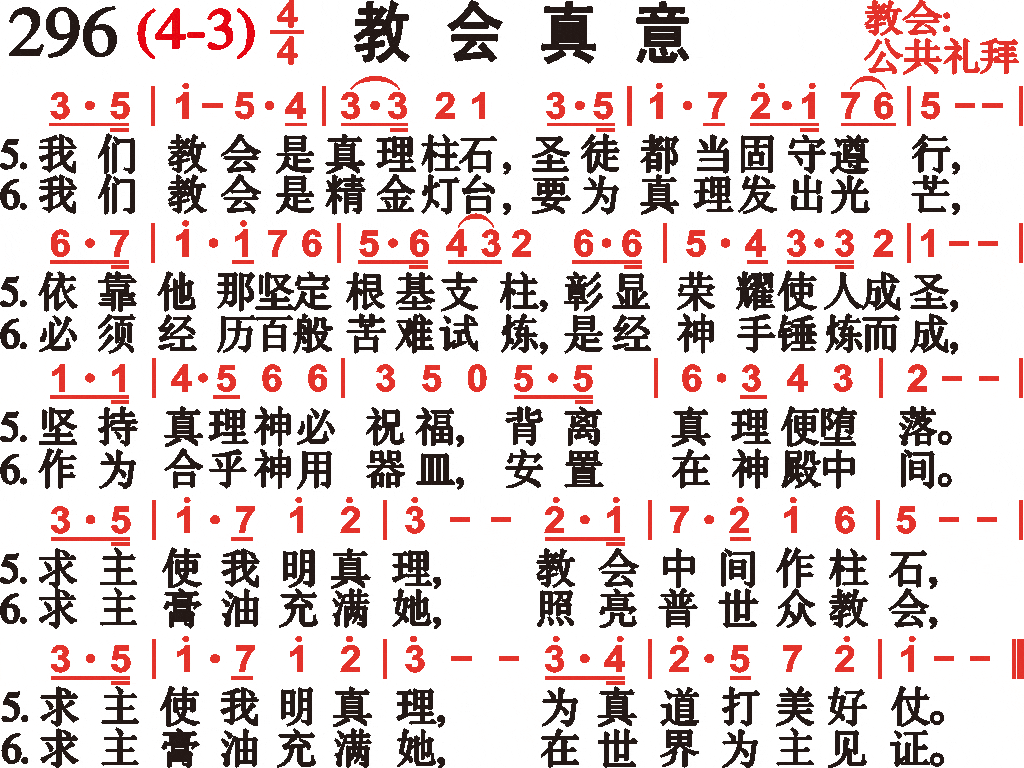 296 (4-3) 4/4 教会真意 教会:
公共礼拜
3·5 | i – 5·4 | 3·3 2 1 3·5 | i·7 2̇·i 7 6 | 5 – – |
5. 我们教会是真理柱石, 圣徒都当固守遵行,
6. 我们教会是精金灯台, 要为真理发出光芒,
6·7 | i·i 7 6 | 5·6 4 3 2 6·6 | 5·4 3·3 2 | 1 – – |
5. 依靠他那坚定根基支柱, 彰显荣耀使人成圣,
6. 必须经历百般苦难试炼, 是经神手锤炼而成,
1·1 | 4·5 6 6 | 3 5 0 5·5 | 6·3 4 3 | 2 – – |
5. 坚持真理神必祝福, 背离真理便堕落。
6. 作为合乎神用器皿, 安置在神殿中间。
3·5 | i·7 i 2̇ | 3̇ – – 2̇·i | 7·2̇ i 6 | 5 – – |
5. 求主使我明真理, 教会中间作柱石,
6. 求主膏油充满她, 照亮普世众教会,
3·5 | i·7 i 2̇ | 3̇ – – 3̇·4̇ | 2̇·5 7 2̇ | i – – ‖
5. 求主使我明真理, 为真道打美好仗。
6. 求主膏油充满她, 在世界为主见证。